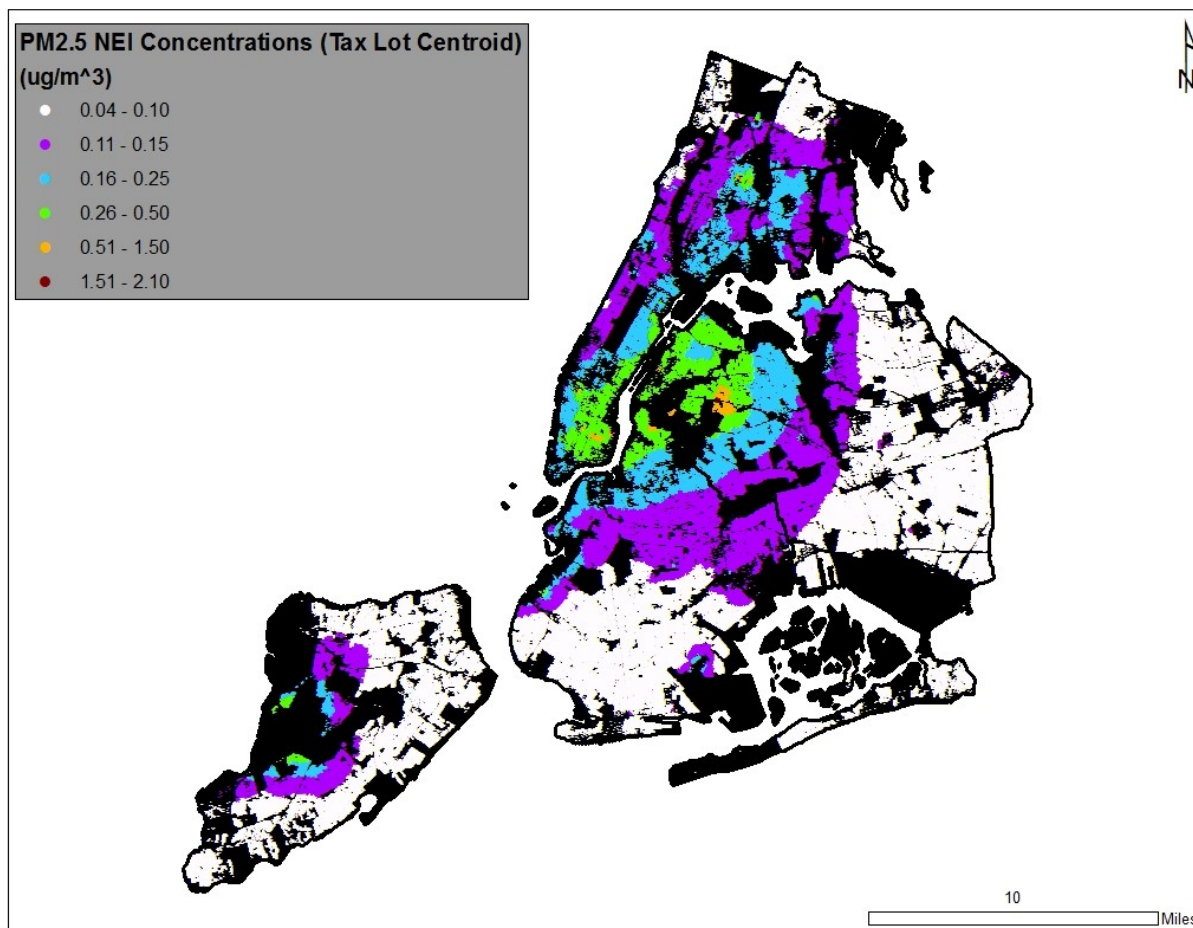 PM2.5 NEI Concentrations (Tax Lot Centroid)
(ug/m^3)
0.04 - 0.10
0.11 - 0.15
0.16 - 0.25
0.26 - 0.50
0.51 - 1.50
1.51 - 2.10
N
10
Miles